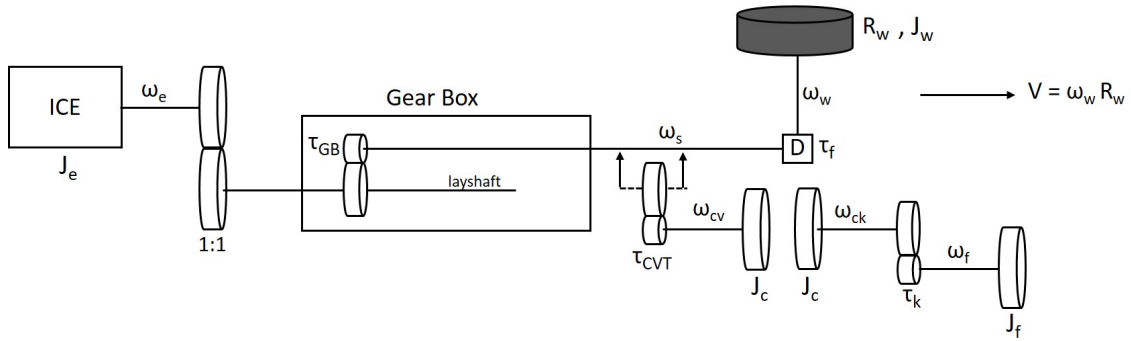 R_w , J_w
ICE
ω_e
ω_w
V = ω_w R_w
Gear Box
τ_GB
ω_s
D
τ_f
J_e
layshaft
ω_cv
ω_ck
1:1
τ_CVT
ω_f
J_c
J_c
τ_k
J_f